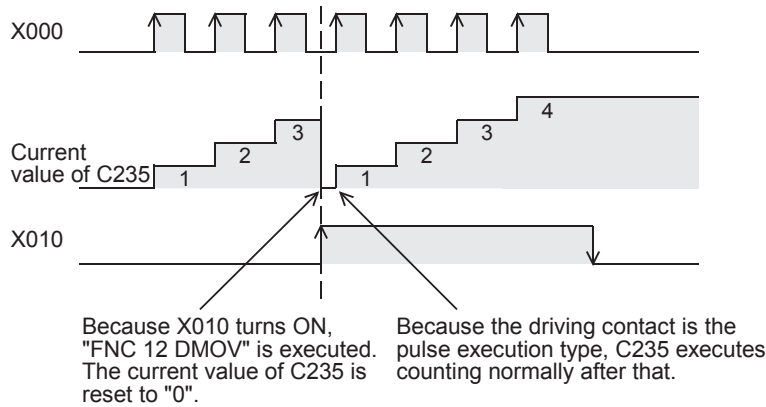 X000
Current
value of C235
1
2
3
1
2
3
4
X010
Because X010 turns ON,
"FNC 12 DMOV" is executed.
The current value of C235 is
reset to "0".
Because the driving contact is the
pulse execution type, C235 executes
counting normally after that.